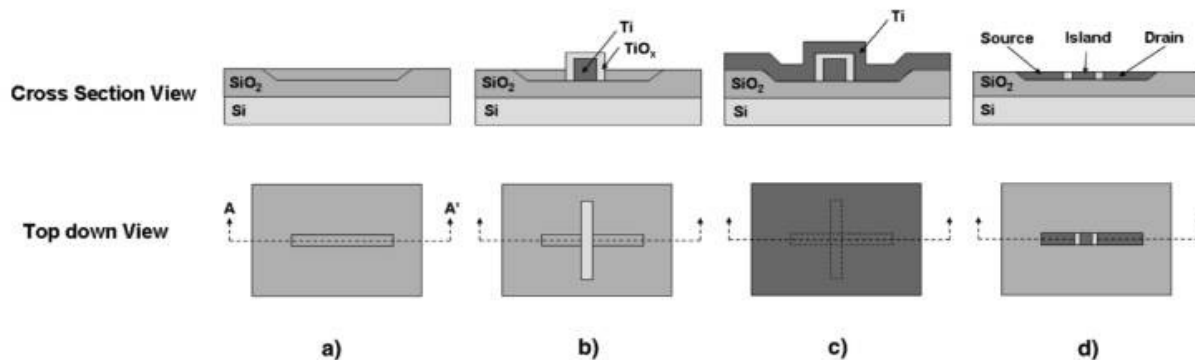 Cross Section View
SiO2
Si
Ti
TiOx
SiO2
Si
Ti
SiO2
Si
Source Island Drain
SiO2
Si
Top down View
A A'
a) b) c) d)